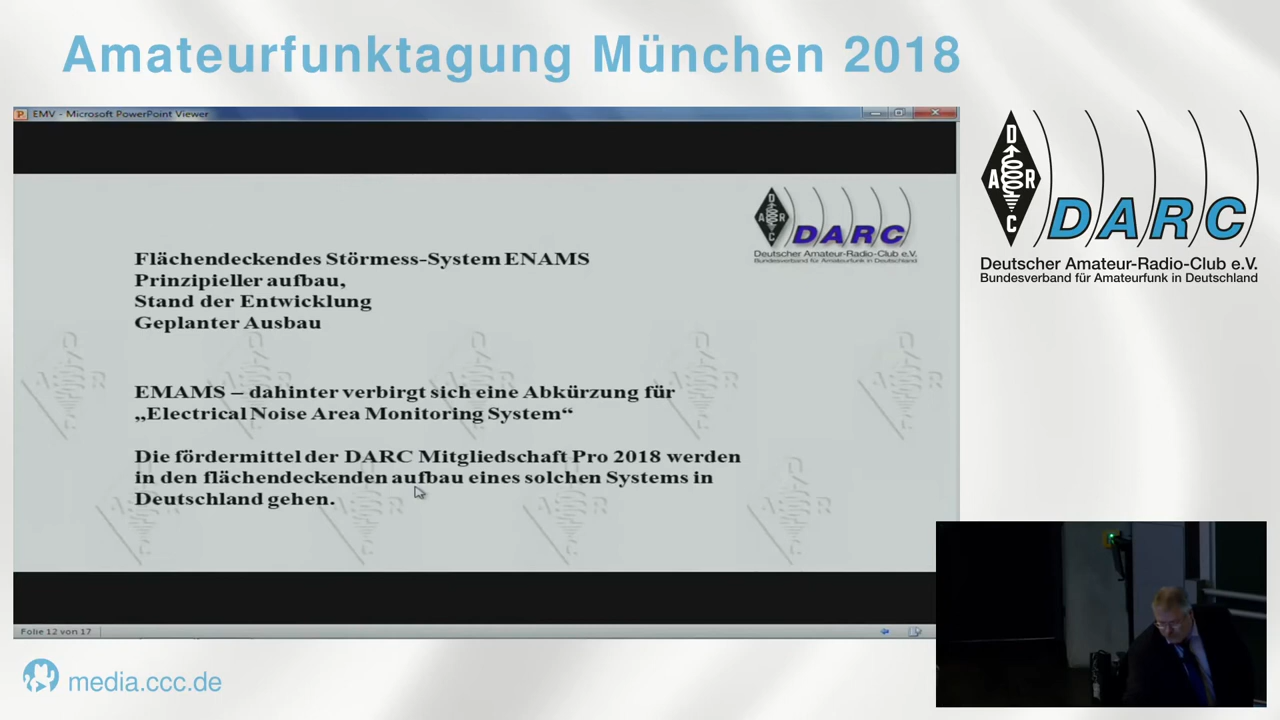 Amateurfunktagung München 2018
EMV - Microsoft PowerPoint Viewer
D
A R
C
DARC
Deutscher Amateur-Radio-Club e.V.
Bundesverband für Amateurfunk in Deutschland
Flächendeckendes Störmess-System ENAMS
Prinzipieller aufbau,
Stand der Entwicklung
Geplanter Ausbau
EMAMS – dahinter verbirgt sich eine Abkürzung für
„Electrical Noise Area Monitoring System“
Die fördermittel der DARC Mitgliedschaft Pro 2018 werden
in den flächendeckenden aufbau eines solchen Systems in
Deutschland gehen.
Folie 12 von 17
D
A R
C
DARC
Deutscher Amateur-Radio-Club e.V.
Bundesverband für Amateurfunk in Deutschland
media.ccc.de